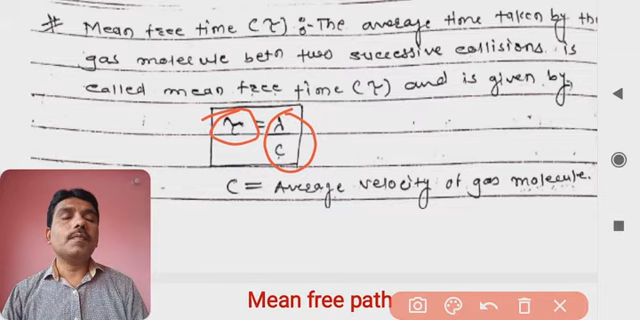 # Mean free time (τ) :- The average time taken by th
gas molecule betn two successive collisions is
called mean free time (τ) and is given by,
τ = λ
C
C = Average velocity of gas molecule.
Mean free path